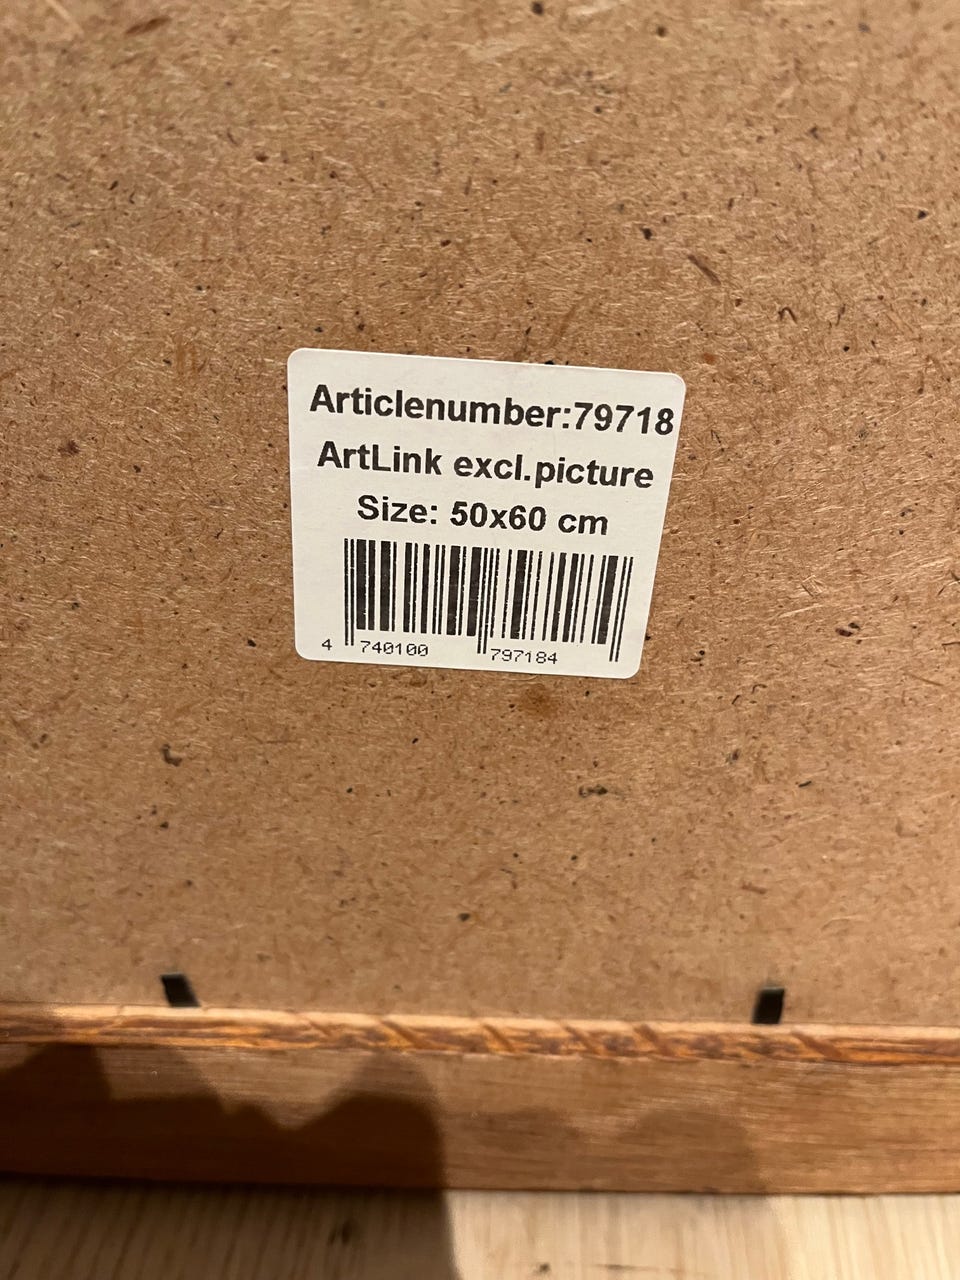 Articlenumber:79718
ArtLink excl.picture
Size: 50x60 cm
4 740100 797184